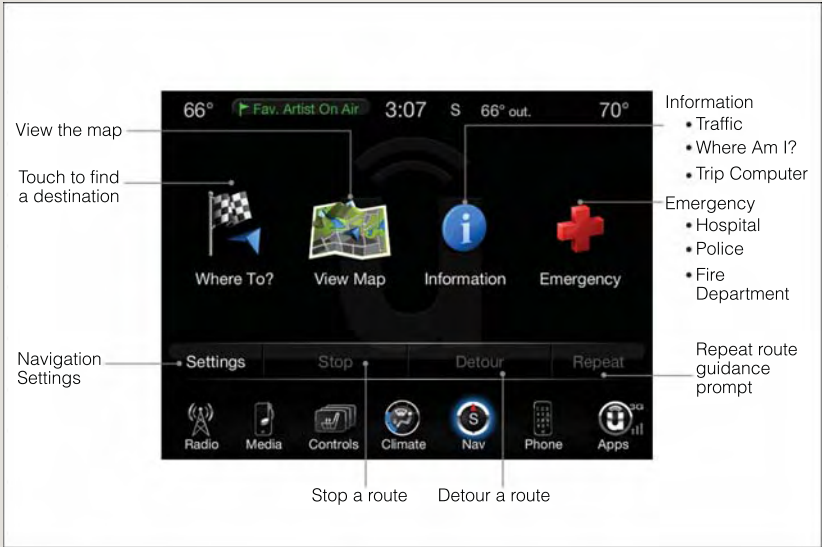 66° Fav. Artist On Air 3:07 S 66° out. 70°
View the map
Touch to find
a destination
Information
• Traffic
• Where Am I?
• Trip Computer
Emergency
• Hospital
• Police
• Fire
Department
Where To? View Map Information Emergency
Navigation
Settings
Settings Stop Detour Repeat
Repeat route
guidance
prompt
Radio Media Controls Climate Nav Phone Apps
S 3G
Stop a route Detour a route